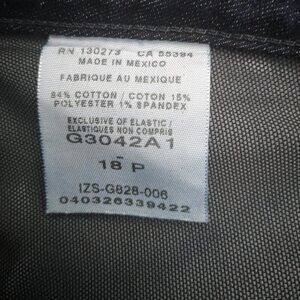 RN 130273 CA 55394
MADE IN MEXICO
FABRIQUE AU MEXIQUE
84% COTTON / COTON 15%
POLYESTER 1% SPANDEX
EXCLUSIVE OF ELASTIC /
ELASTIQUES NON COMPRIS
G3042A1
-
18 P
IZS-G828-006
040326339422